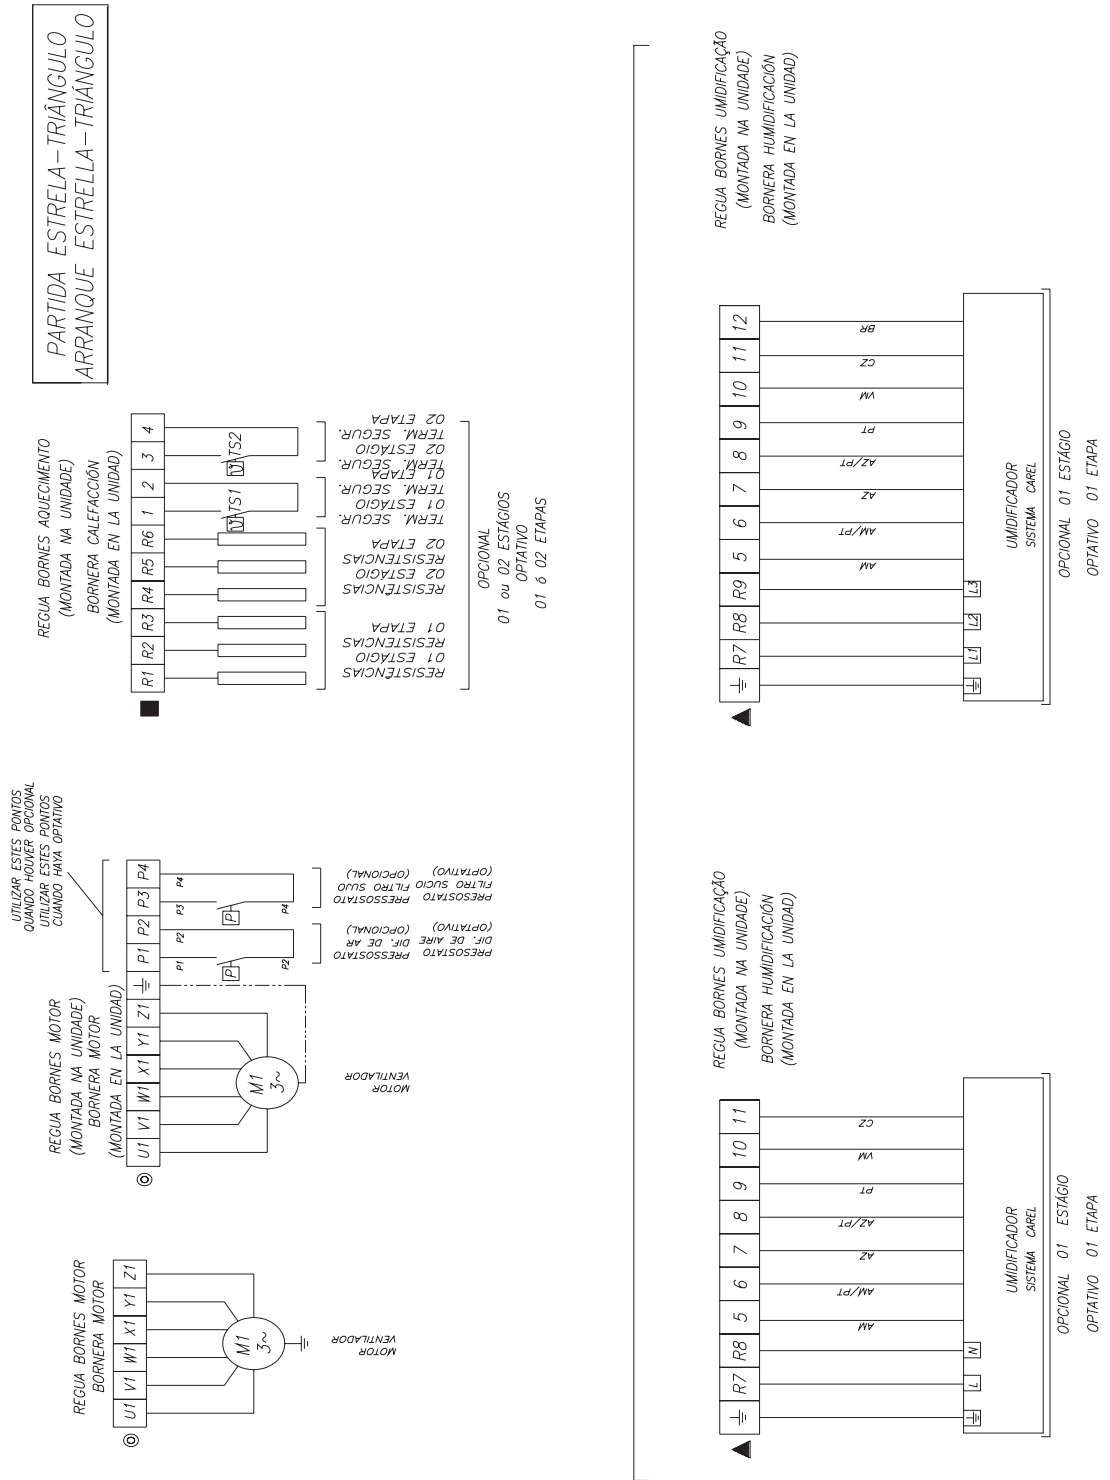 PARTIDA ESTRELA-TRIÂNGULO
ARRANQUE ESTRELLA-TRIÁNGULO
REGUA BORNES MOTOR
BORNERA MOTOR
U1 V1 W1 X1 Y1 Z1
M1
3~
MOTOR
VENTILADOR
REGUA BORNES MOTOR
(MONTADA NA UNIDADE)
BORNERA MOTOR
(MONTADA EN LA UNIDAD)
UTILIZAR ESTES PONTOS
QUANDO HOUVER OPCIONAL
UTILIZAR ESTES PONTOS
CUANDO HAYA OPTATIVO
U1 V1 W1 X1 Y1 Z1 P1 P2 P3 P4
P1 P2 P3 P4
P P
P2 P4
M1
3~
MOTOR
VENTILADOR
PRESSOSTATO
DIF. DE AR
(OPCIONAL)
PRESSOSTATO
DIF. DE AIRE
(OPTATIVO)
PRESSOSTATO
FILTRO SUJO
(OPCIONAL)
PRESSOSTATO
FILTRO SUCIO
(OPTATIVO)
REGUA BORNES AQUECIMENTO
(MONTADA NA UNIDADE)
BORNERA CALEFACCIÓN
(MONTADA EN LA UNIDAD)
R1 R2 R3 R4 R5 R6 1 2 3 4
TS1 TS2
RESISTÊNCIAS
01 ESTÁGIO
RESISTENCIAS
01 ETAPA
RESISTÊNCIAS
02 ESTÁGIO
RESISTENCIAS
02 ETAPA
TERM. SEGUR.
01 ESTÁGIO
TERM. SEGUR.
01 ETAPA
TERM. SEGUR.
02 ESTÁGIO
TERM. SEGUR.
02 ETAPA
OPCIONAL
01 ou 02 ESTÁGIOS
OPTATIVO
01 ó 02 ETAPAS
REGUA BORNES UMIDIFICAÇÃO
(MONTADA NA UNIDADE)
BORNERA HUMIDIFICACIÓN
(MONTADA EN LA UNIDAD)
R7 R8 5 6 7 8 9 10 11
AM AM/PT AZ AZ/PT PT VM CZ
L N
UMIDIFICADOR
SISTEMA CAREL
OPCIONAL 01 ESTÁGIO
OPTATIVO 01 ETAPA
REGUA BORNES UMIDIFICAÇÃO
(MONTADA NA UNIDADE)
BORNERA HUMIDIFICACIÓN
(MONTADA EN LA UNIDAD)
R7 R8 R9 5 6 7 8 9 10 11 12
AM AM/PT AZ AZ/PT PT VM CZ BR
L1 L2 L3
UMIDIFICADOR
SISTEMA CAREL
OPCIONAL 01 ESTÁGIO
OPTATIVO 01 ETAPA